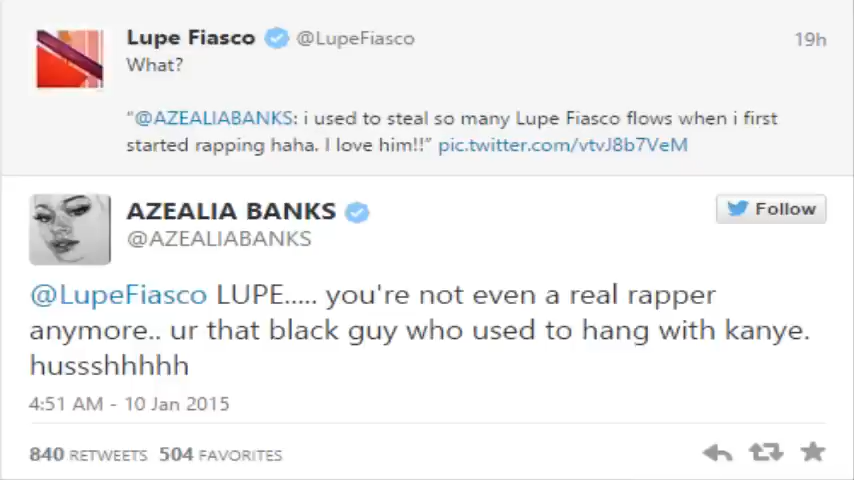 Lupe Fiasco @LupeFiasco 19h
What?
“@AZEALIABANKS: i used to steal so many Lupe Fiasco flows when i first
started rapping haha. I love him!!” pic.twitter.com/vtvJ8b7VeM
AZEALIA BANKS Follow
@AZEALIABANKS
@LupeFiasco LUPE..... you're not even a real rapper
anymore.. ur that black guy who used to hang with kanye.
hussshhhhh
4:51 AM - 10 Jan 2015
840 RETWEETS 504 FAVORITES